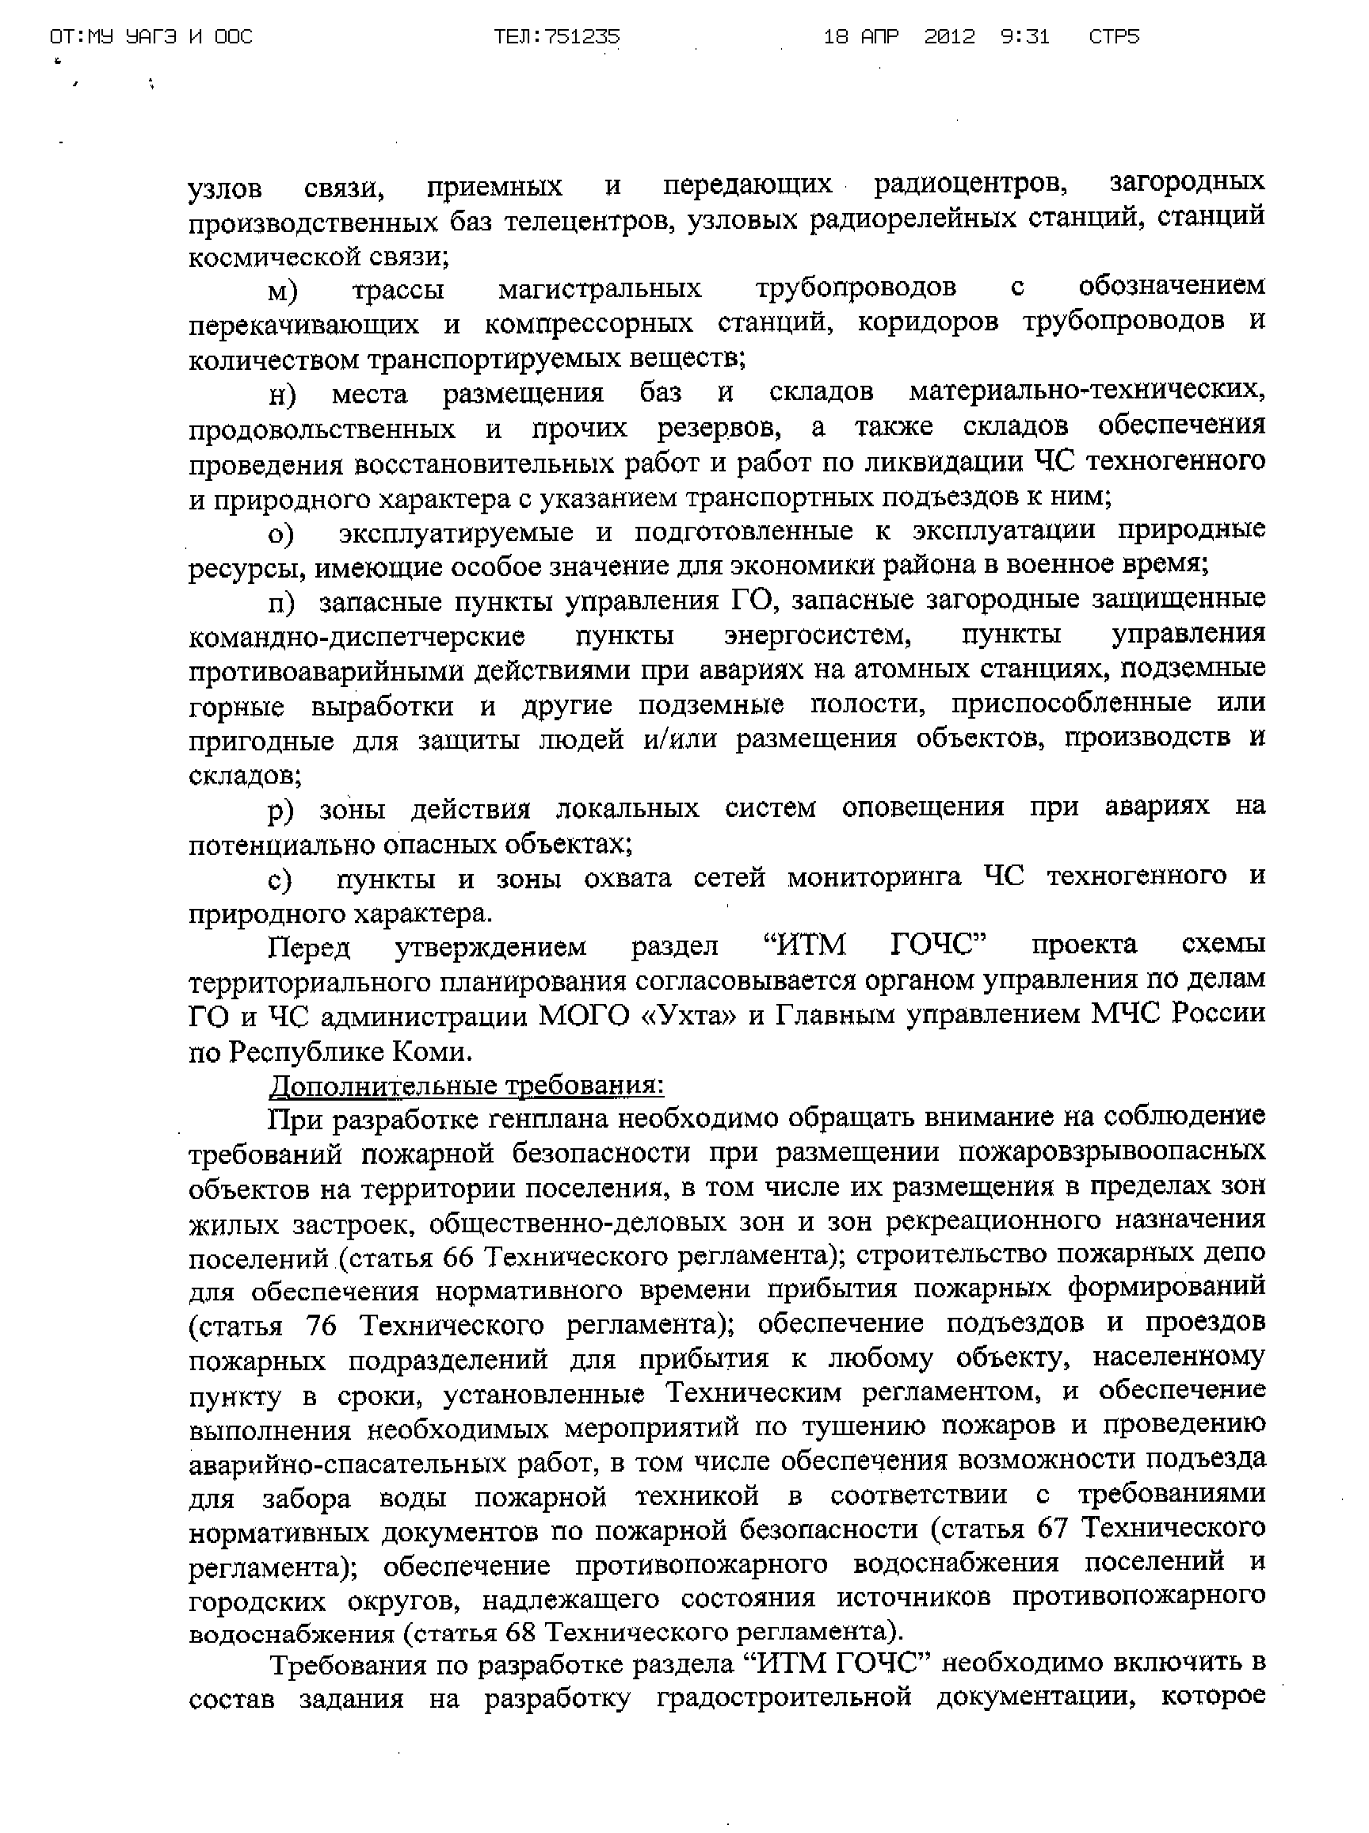 ОТ:МУ УАГЭ И ООС ТЕЛ:751235 18 АПР 2012 9:31 СТР5
узлов связи, приемных и передающих радиоцентров, загородных
производственных баз телецентров, узловых радиорелейных станций, станций
космической связи;
м) трассы магистральных трубопроводов с обозначением
перекачивающих и компрессорных станций, коридоров трубопроводов и
количеством транспортируемых веществ;
н) места размещения баз и складов материально-технических,
продовольственных и прочих резервов, а также складов обеспечения
проведения восстановительных работ и работ по ликвидации ЧС техногенного
и природного характера с указанием транспортных подъездов к ним;
о) эксплуатируемые и подготовленные к эксплуатации природные
ресурсы, имеющие особое значение для экономики района в военное время;
п) запасные пункты управления ГО, запасные загородные защищенные
командно-диспетчерские пункты энергосистем, пункты управления
противоаварийными действиями при авариях на атомных станциях, подземные
горные выработки и другие подземные полости, приспособленные или
пригодные для защиты людей и/или размещения объектов, производств и
складов;
р) зоны действия локальных систем оповещения при авариях на
потенциально опасных объектах;
с) пункты и зоны охвата сетей мониторинга ЧС техногенного и
природного характера.
Перед утверждением раздел “ИТМ ГОЧС” проекта схемы
территориального планирования согласовывается органом управления по делам
ГО и ЧС администрации МОГО «Ухта» и Главным управлением МЧС России
по Республике Коми.
Дополнительные требования:
При разработке генплана необходимо обращать внимание на соблюдение
требований пожарной безопасности при размещении пожаровзрывоопасных
объектов на территории поселения, в том числе их размещения в пределах зон
жилых застроек, общественно-деловых зон и зон рекреационного назначения
поселений (статья 66 Технического регламента); строительство пожарных депо
для обеспечения нормативного времени прибытия пожарных формирований
(статья 76 Технического регламента); обеспечение подъездов и проездов
пожарных подразделений для прибытия к любому объекту, населенному
пункту в сроки, установленные Техническим регламентом, и обеспечение
выполнения необходимых мероприятий по тушению пожаров и проведению
аварийно-спасательных работ, в том числе обеспечения возможности подъезда
для забора воды пожарной техникой в соответствии с требованиями
нормативных документов по пожарной безопасности (статья 67 Технического
регламента); обеспечение противопожарного водоснабжения поселений и
городских округов, надлежащего состояния источников противопожарного
водоснабжения (статья 68 Технического регламента).
Требования по разработке раздела “ИТМ ГОЧС” необходимо включить в
состав задания на разработку градостроительной документации, которое